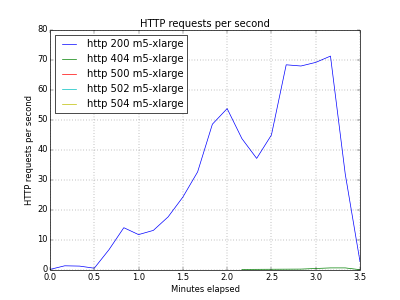 HTTP requests per second
80
70
60
50
40
30
20
10
0
HTTP requests per second
http 200 m5-xlarge
http 404 m5-xlarge
http 500 m5-xlarge
http 502 m5-xlarge
http 504 m5-xlarge
0.0 0.5 1.0 1.5 2.0 2.5 3.0 3.5
Minutes elapsed